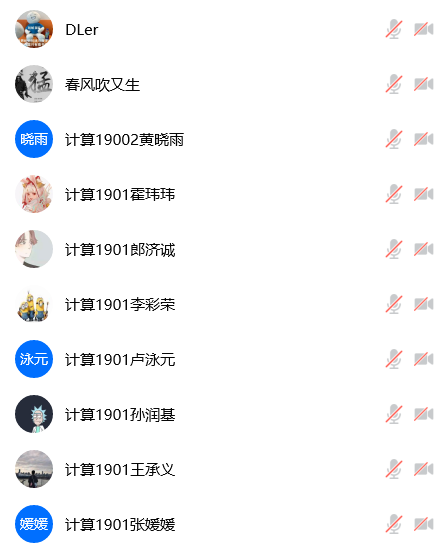 DLer
猛
春风吹又生
晓雨
计算19002黄晓雨
计算1901霍玮玮
计算1901郎济诚
计算1901李彩荣
泳元
计算1901卢泳元
计算1901孙润基
计算1901王承义
媛媛
计算1901张媛媛